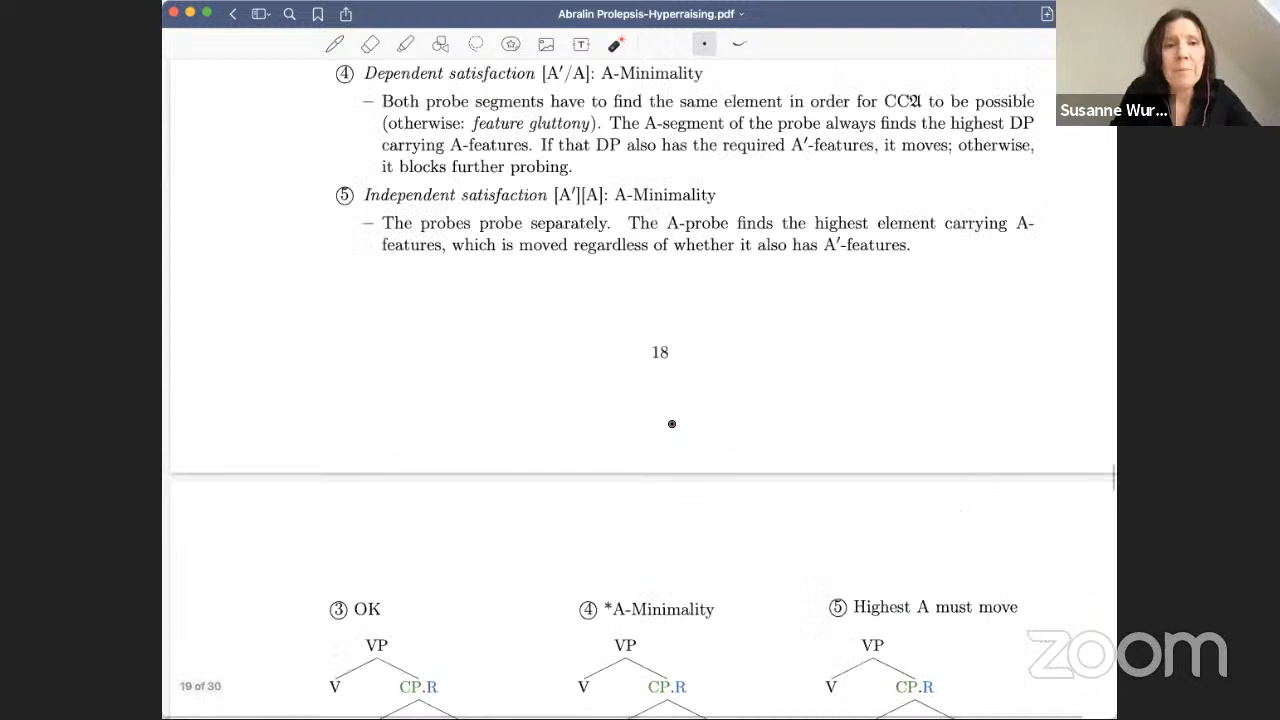 Abralin Prolepsis-Hyperraising.pdf
④ Dependent satisfaction [A′/A]: A-Minimality
– Both probe segments have to find the same element in order for CC𝕬 to be possible
(otherwise: feature gluttony). The A-segment of the probe always finds the highest DP
carrying A-features. If that DP also has the required A′-features, it moves; otherwise,
it blocks further probing.
⑤ Independent satisfaction [A′][A]: A-Minimality
– The probes probe separately. The A-probe finds the highest element carrying A-
features, which is moved regardless of whether it also has A′-features.
18
③ OK
④ *A-Minimality
⑤ Highest A must move
VP
VP
VP
V CP.R
V CP.R
V CP.R
19 of 30
Susanne Wur...
zoom